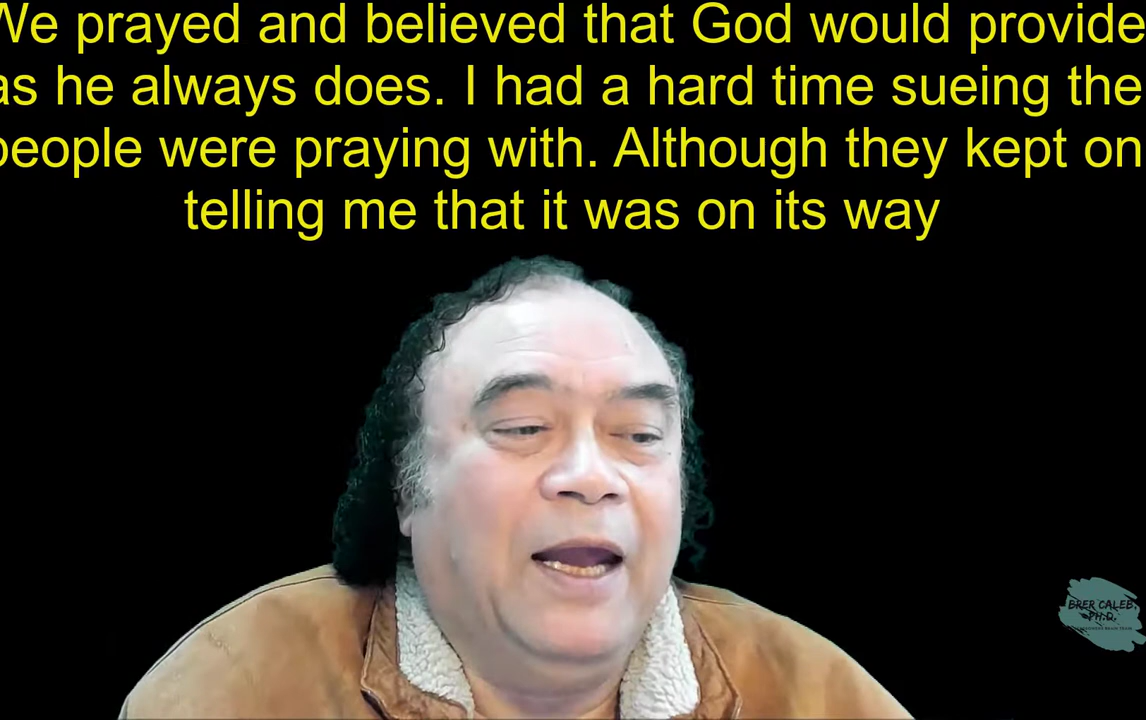 We prayed and believed that God would provide
as he always does. I had a hard time sueing the
people were praying with. Although they kept on
telling me that it was on its way
BRER CALEB,
PH.D.